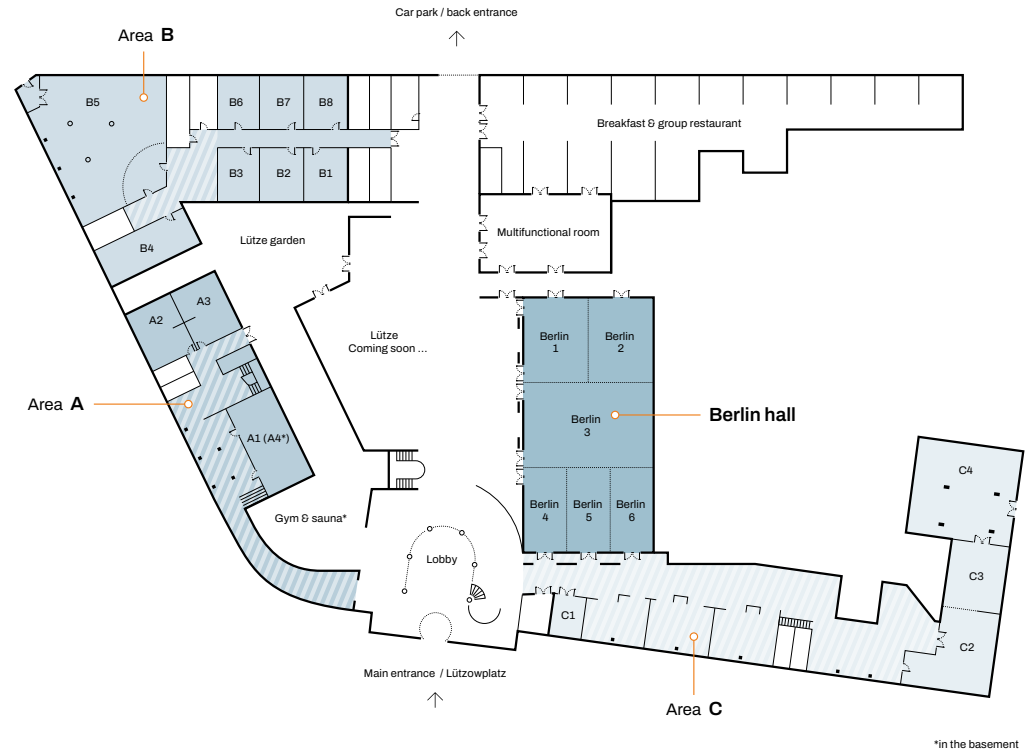 Car park / back entrance
Area B
B5
B6
B7
B8
Breakfast & group restaurant
B3
B2
B1
Multifunctional room
Lütze garden
B4
A3
A2
Lütze
Coming soon ...
Berlin
1
Berlin
2
Area A
Berlin
3
Berlin hall
A1 (A4*)
C4
Berlin
4
Berlin
5
Berlin
6
Gym & sauna*
Lobby
C3
C1
C2
Main entrance / Lützowplatz
Area C
*in the basement